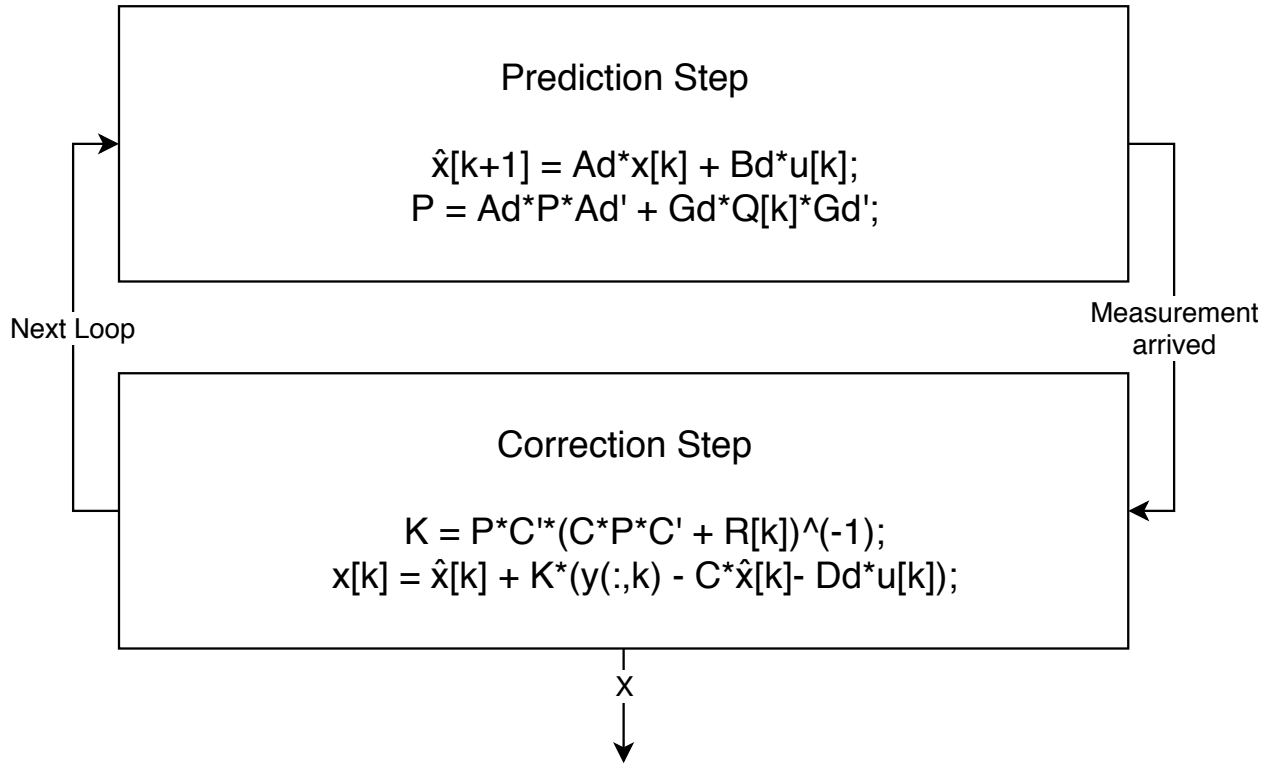 Prediction Step
x̂[k+1] = Ad*x[k] + Bd*u[k];
P = Ad*P*Ad' + Gd*Q[k]*Gd';
Next Loop
Measurement
arrived
Correction Step
K = P*C'*(C*P*C' + R[k])^(-1);
x[k] = x̂[k] + K*(y(:,k) - C*x̂[k]- Dd*u[k]);
x